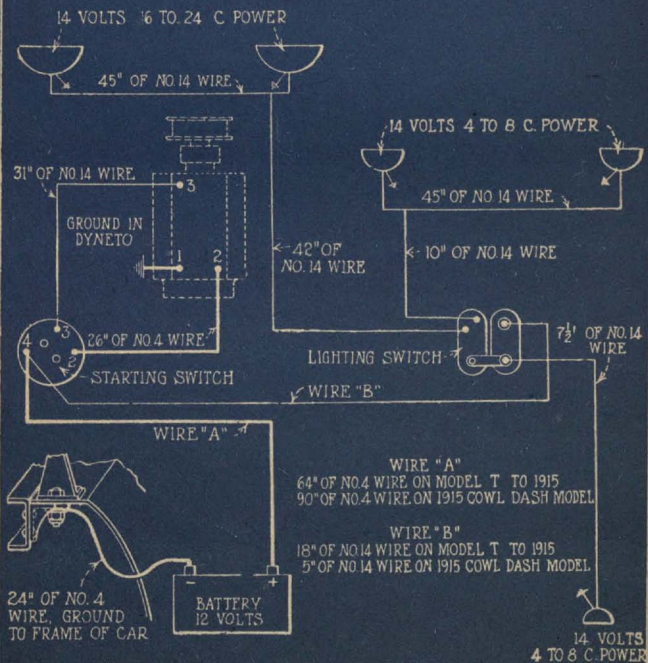 14 VOLTS 16 TO 24 C POWER
45" OF NO. 14 WIRE
14 VOLTS 4 TO 8 C. POWER
31" OF NO. 14 WIRE
3
45" OF NO. 14 WIRE
GROUND IN
DYNETO
1
2
42" OF
NO. 14 WIRE
10" OF NO. 14 WIRE
4
3
2
26" OF NO. 4 WIRE
7½' OF NO. 14
WIRE
LIGHTING SWITCH
STARTING SWITCH
WIRE "B"
WIRE "A"
WIRE "A"
64" OF NO. 4 WIRE ON MODEL T TO 1915
90" OF NO. 4 WIRE ON 1915 COWL DASH MODEL
WIRE "B"
18" OF NO. 14 WIRE ON MODEL T TO 1915
5" OF NO. 14 WIRE ON 1915 COWL DASH MODEL
- +
24" OF NO. 4
WIRE, GROUND
TO FRAME OF CAR
BATTERY
12 VOLTS
14 VOLTS
4 TO 8 C. POWER